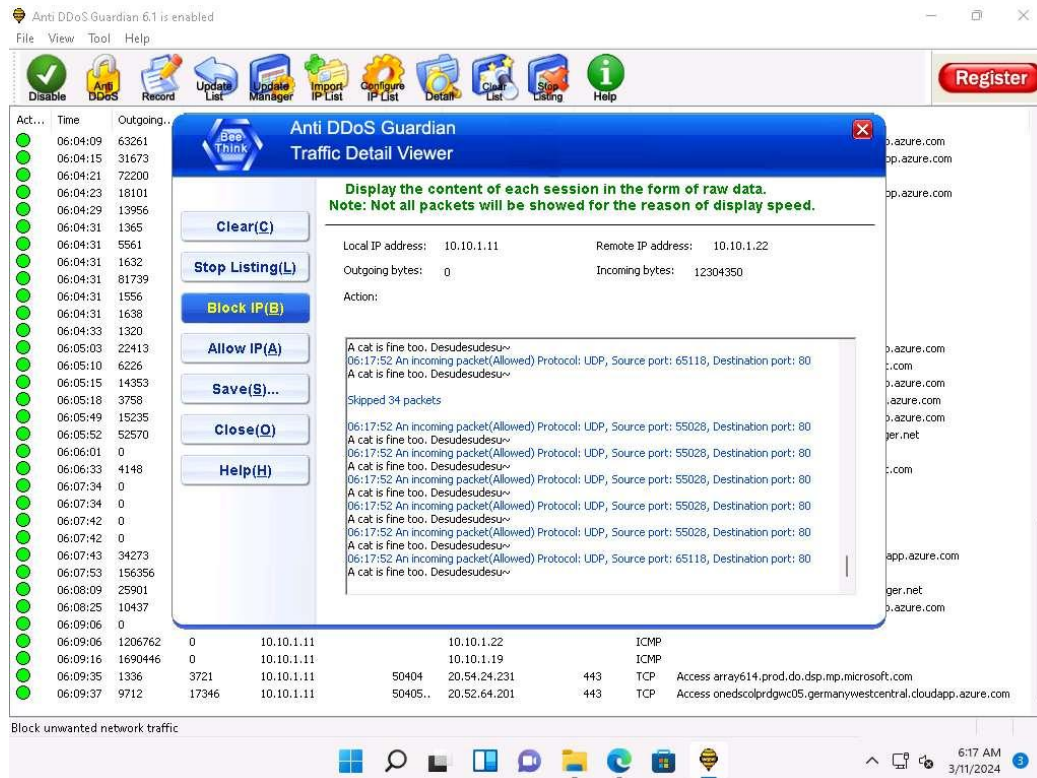 Anti DDoS Guardian 6.1 is enabled
File View Tool Help
Disable Anti DDoS Record Update List Update Manager Import IP List Configure IP List Detail Clear List Stop Listing Help Register
Act... Time Outgoing..
Bee Think
Anti DDoS Guardian
Traffic Detail Viewer
Display the content of each session in the form of raw data.
Note: Not all packets will be showed for the reason of display speed.
Clear(C)
Stop Listing(L)
Block IP(B)
Allow IP(A)
Save(S)...
Close(O)
Help(H)
Local IP address: 10.10.1.11 Remote IP address: 10.10.1.22
Outgoing bytes: 0 Incoming bytes: 12304350
Action:
A cat is fine too. Desudesudesu~
06:17:52 An incoming packet(Allowed) Protocol: UDP, Source port: 65118, Destination port: 80
A cat is fine too. Desudesudesu~
Skipped 34 packets
06:17:52 An incoming packet(Allowed) Protocol: UDP, Source port: 55028, Destination port: 80
A cat is fine too. Desudesudesu~
06:17:52 An incoming packet(Allowed) Protocol: UDP, Source port: 55028, Destination port: 80
A cat is fine too. Desudesudesu~
06:17:52 An incoming packet(Allowed) Protocol: UDP, Source port: 55028, Destination port: 80
A cat is fine too. Desudesudesu~
06:17:52 An incoming packet(Allowed) Protocol: UDP, Source port: 55028, Destination port: 80
A cat is fine too. Desudesudesu~
06:17:52 An incoming packet(Allowed) Protocol: UDP, Source port: 55028, Destination port: 80
A cat is fine too. Desudesudesu~
06:17:52 An incoming packet(Allowed) Protocol: UDP, Source port: 65118, Destination port: 80
A cat is fine too. Desudesudesu~
06:04:09 63261 p.azure.com
06:04:15 31673 pp.azure.com
06:04:21 72200
06:04:23 18101 pp.azure.com
06:04:29 13956
06:04:31 1365
06:04:31 5561
06:04:31 1632
06:04:31 81739
06:04:31 1556
06:04:31 1638
06:04:33 1320
06:05:03 22413 p.azure.com
06:05:10 6226 :.com
06:05:15 14353 p.azure.com
06:05:18 3758 .azure.com
06:05:49 15235 p.azure.com
06:05:52 52570 ger.net
06:06:01 0
06:06:33 4148 :.com
06:07:34 0
06:07:34 0
06:07:42 0
06:07:42 0
06:07:43 34273 app.azure.com
06:07:53 156356
06:08:09 25901 ger.net
06:08:25 10437 p.azure.com
06:09:06 0
06:09:06 1206762 0 10.10.1.11 10.10.1.22 ICMP
06:09:16 1690446 0 10.10.1.11 10.10.1.19 ICMP
06:09:35 1336 3721 10.10.1.11 50404 20.54.24.231 443 TCP Access array614.prod.do.dsp.mp.microsoft.com
06:09:37 9712 17346 10.10.1.11 50405.. 20.52.64.201 443 TCP Access onedscolprdgwc05.germanywestcentral.cloudapp.azure.com
Block unwanted network traffic
6:17 AM
3/11/2024
3